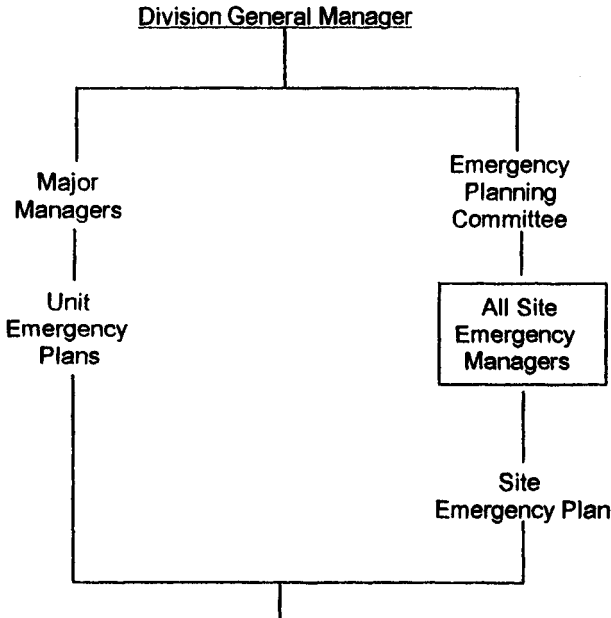 Division General Manager
Major
Managers
Emergency
Planning
Committee
Unit
Emergency
Plans
All Site
Emergency
Managers
Site
Emergency Plan